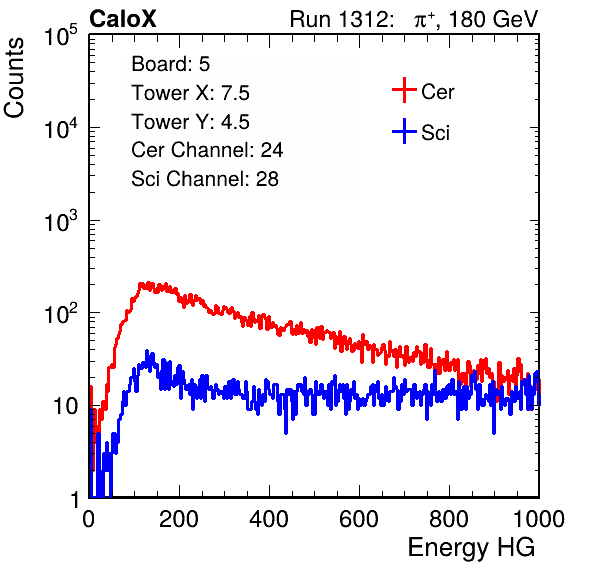 CaloX Run 1312: π⁺, 180 GeV
Counts
Board: 5
Tower X: 7.5
Tower Y: 4.5
Cer Channel: 24
Sci Channel: 28
Cer
Sci
10⁵
10⁴
10³
10²
10
1
0 200 400 600 800 1000
Energy HG